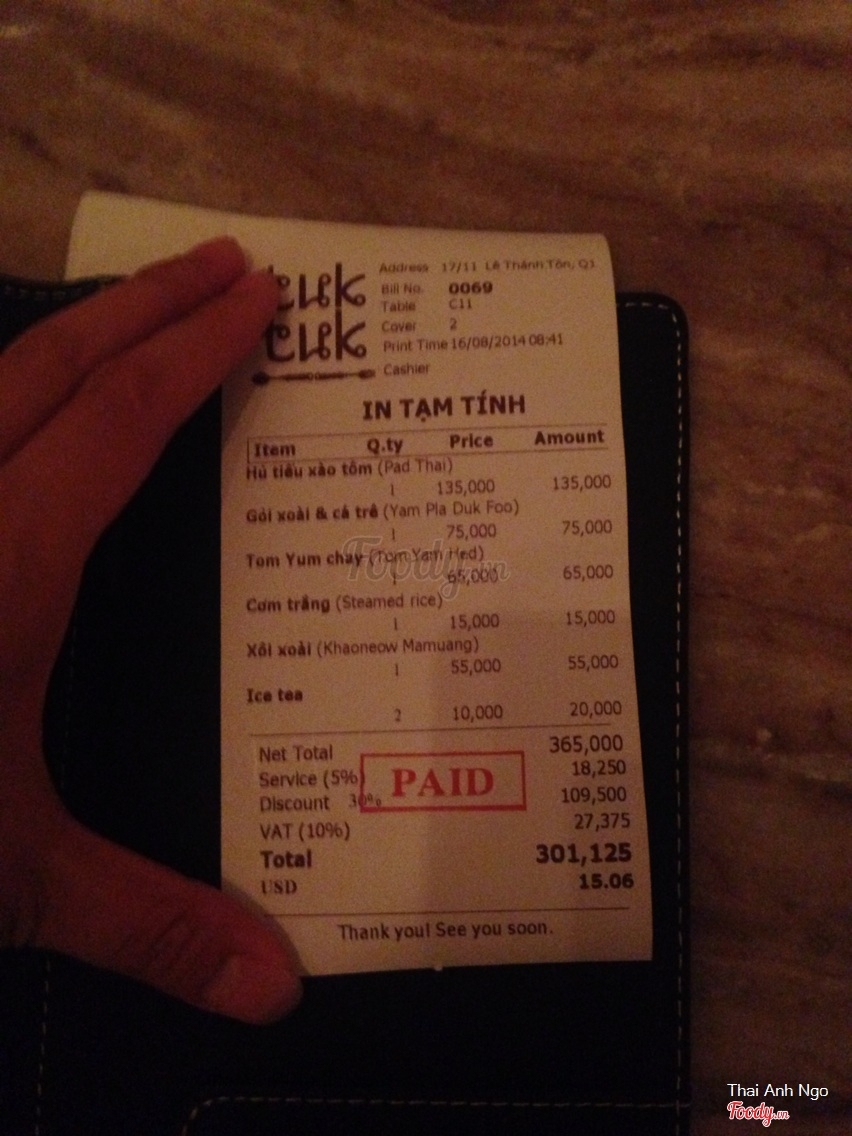 tuk tuk
Address 17/11 Lê Thánh Tôn, Q1
Bill No. 0069
Table C11
Cover 2
Print Time 16/08/2014 08:41
Cashier
IN TẠM TÍNH
Item Q.ty Price Amount
Hủ tiếu xào tôm (Pad Thai)
1 135,000 135,000
Gỏi xoài & cá trê (Yam Pla Duk Foo)
1 75,000 75,000
Tom Yum chay (Tom Yam Hed)
1 65,000 65,000
Cơm trắng (Steamed rice)
1 15,000 15,000
Xôi xoài (Khaoneow Mamuang)
1 55,000 55,000
Ice tea
2 10,000 20,000
Net Total 365,000
Service (5%) 18,250
Discount 30% 109,500
PAID
VAT (10%) 27,375
Total 301,125
USD 15.06
Thank you! See you soon.
Foody.vn
Thai Anh Ngo
Foody.vn